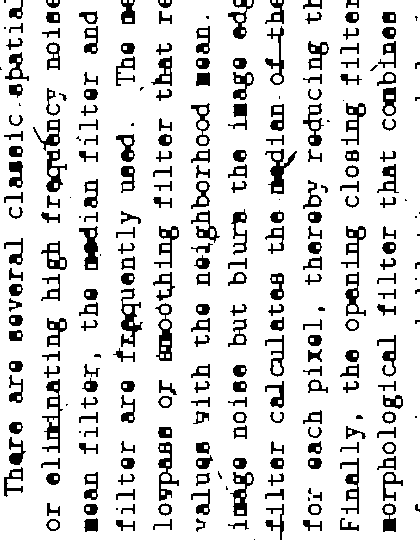 There are several classic spatial
or eliminating high frequency noise
mean filter, the median filter and
filter are frequently used. The me
lowpass or smoothing filter that re
values with the neighborhood mean.
image noise but blurs the image edg
filter calculates the median of the
for each pixel, thereby reducing th
Finally, the opening closing filter
morphological filter that combines